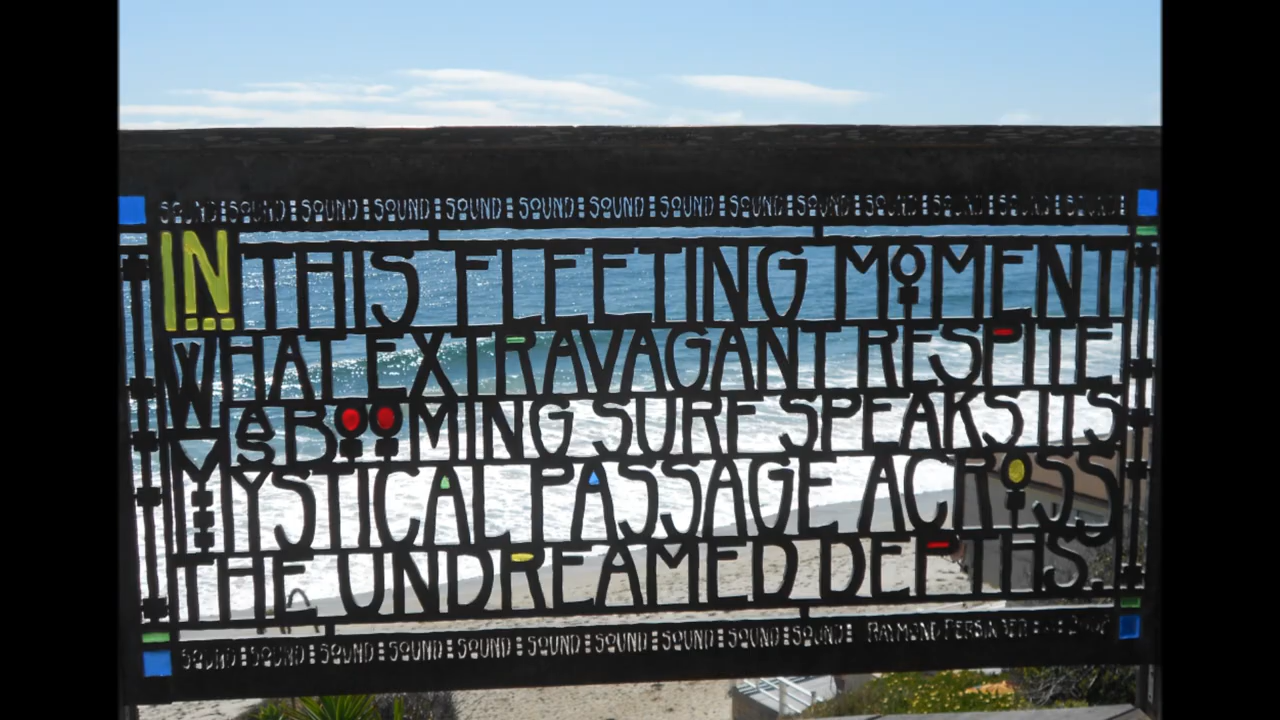 SOUND SOUND SOUND SOUND SOUND SOUND SOUND SOUND SOUND SOUND SOUND SOUND SOUND SOUND
IN THIS FLEETING MOMENT
WHAT EXTRAVAGANT RESPITE
AS BOOMING SURF SPEAKS ITS
MYSTICAL PASSAGE ACROSS
THE UNDREAMED DEPTHS.
SOUND SOUND SOUND SOUND SOUND SOUND SOUND SOUND SOUND SOUND RAYMOND PERSINGER